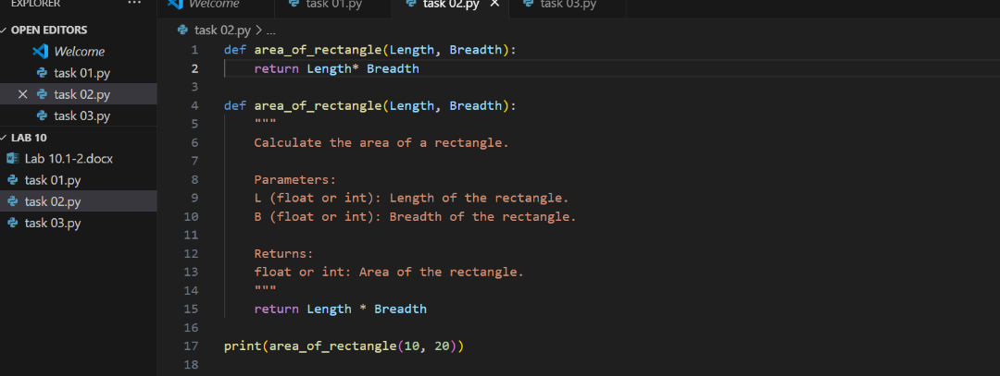 EXPLORER ...
OPEN EDITORS
Welcome
task 01.py
task 02.py
task 03.py
LAB 10
Lab 10.1-2.docx
task 01.py
task 02.py
task 03.py
Welcome task 01.py task 02.py task 03.py
task 02.py > ...
1 def area_of_rectangle(Length, Breadth):
2     return Length* Breadth
3
4 def area_of_rectangle(Length, Breadth):
5     """
6     Calculate the area of a rectangle.
7
8     Parameters:
9     L (float or int): Length of the rectangle.
10     B (float or int): Breadth of the rectangle.
11
12     Returns:
13     float or int: Area of the rectangle.
14     """
15     return Length * Breadth
16
17 print(area_of_rectangle(10, 20))
18